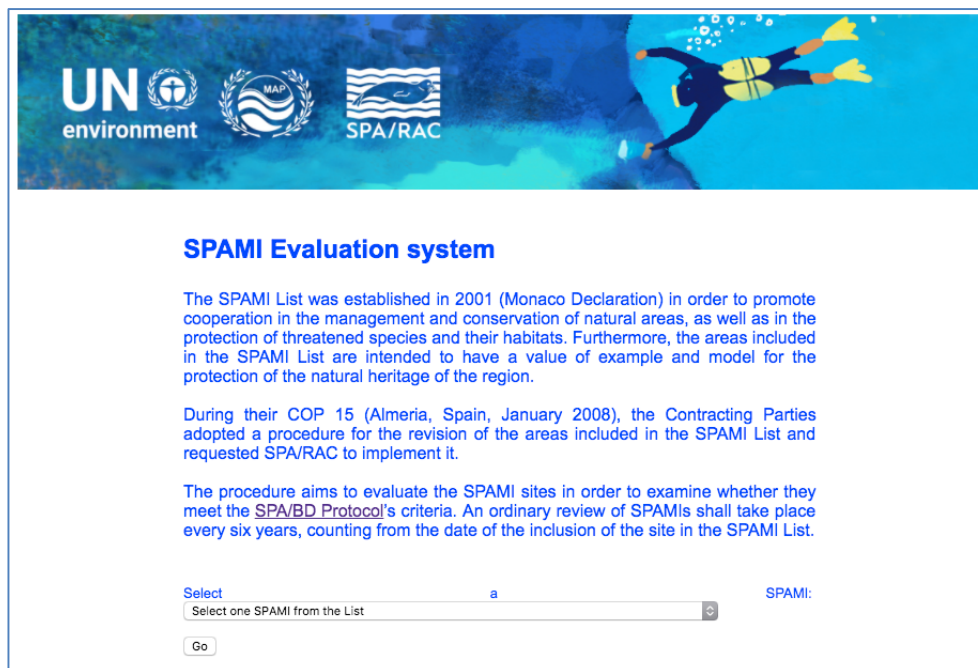 UN
environment
MAP
SPA/RAC
SPAMI Evaluation system
The SPAMI List was established in 2001 (Monaco Declaration) in order to promote
cooperation in the management and conservation of natural areas, as well as in the
protection of threatened species and their habitats. Furthermore, the areas included
in the SPAMI List are intended to have a value of example and model for the
protection of the natural heritage of the region.
During their COP 15 (Almeria, Spain, January 2008), the Contracting Parties
adopted a procedure for the revision of the areas included in the SPAMI List and
requested SPA/RAC to implement it.
The procedure aims to evaluate the SPAMI sites in order to examine whether they
meet the SPA/BD Protocol's criteria. An ordinary review of SPAMIs shall take place
every six years, counting from the date of the inclusion of the site in the SPAMI List.
Select a SPAMI:
Select one SPAMI from the List
Go